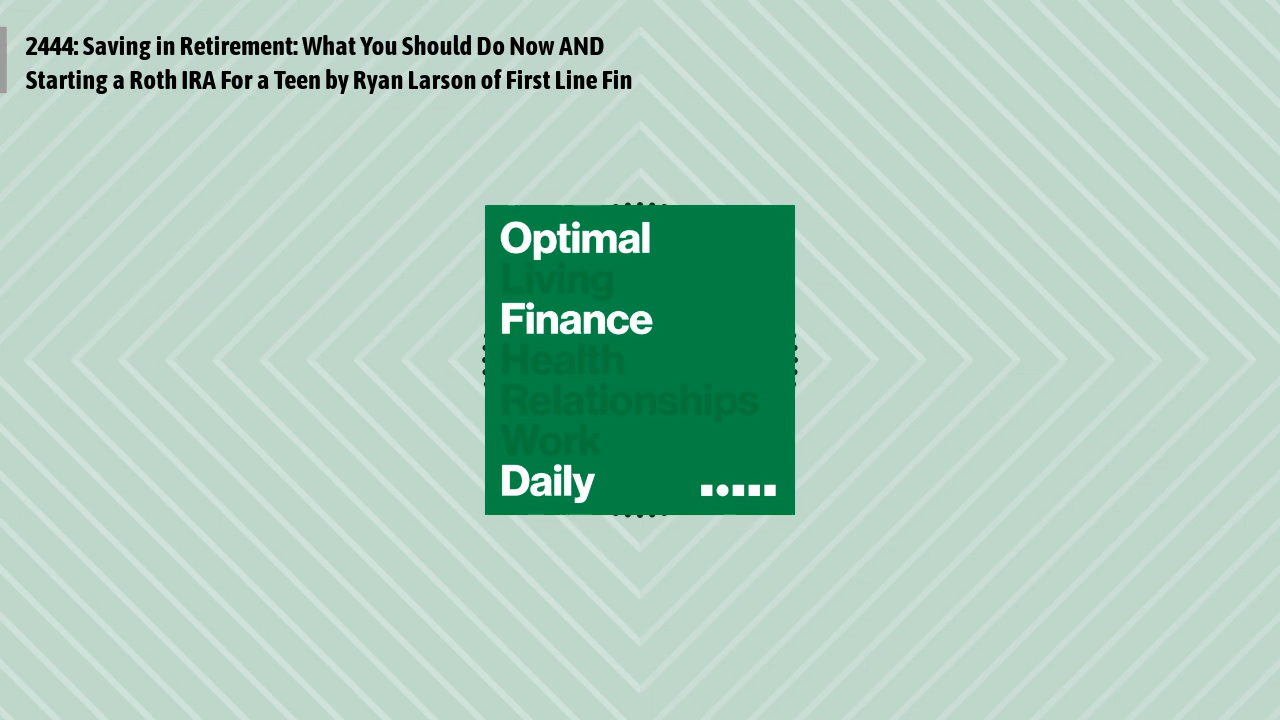 2444: Saving in Retirement: What You Should Do Now AND
Starting a Roth IRA For a Teen by Ryan Larson of First Line Fin
Optimal
Living
Finance
Health
Relationships
Work
Daily